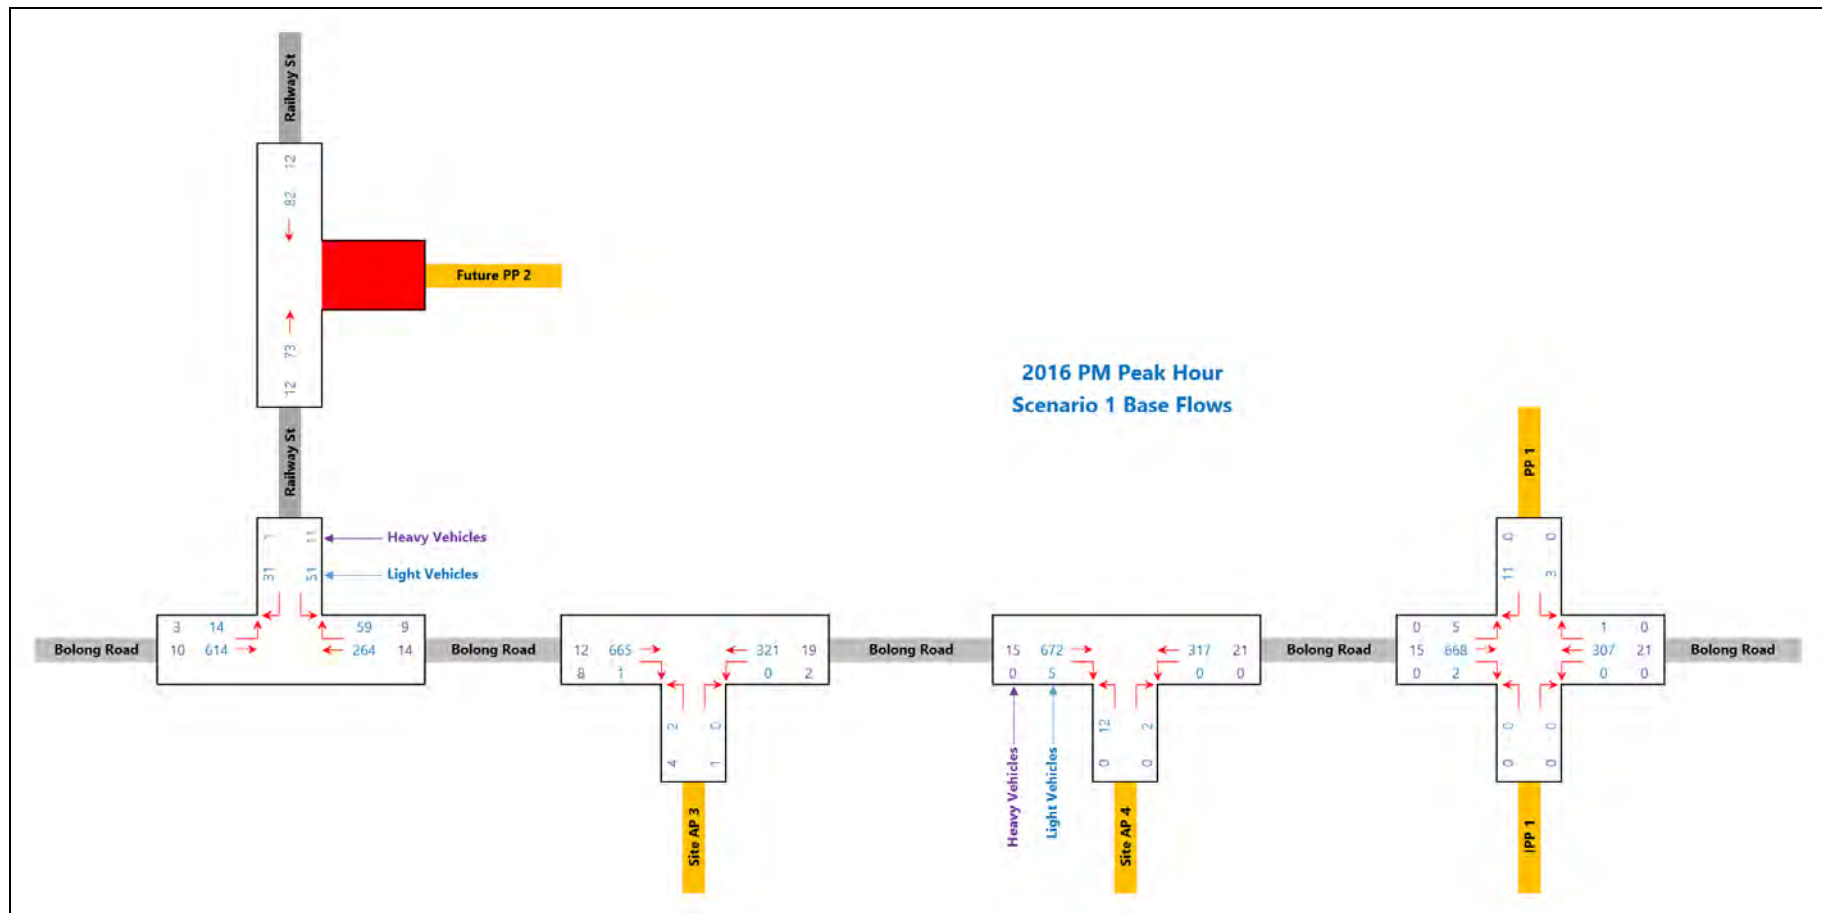 Railway St
12
82
Future PP 2
73
12
2016 PM Peak Hour
Scenario 1 Base Flows
Railway St
PP 1
11
Heavy Vehicles
0 0
31 51
Light Vehicles
11 3
3 14 59 9
0 5 1 0
Bolong Road
10 614 264 14
Bolong Road
12 665 321 19
Bolong Road
15 672 317 21
Bolong Road
15 668 307 21
Bolong Road
8 1 0 2
0 5 0 0
0 2 0 0
2 0
12 2
0 0
4 1
0 0
0 0
Heavy Vehicles
Light Vehicles
Site AP 3
Site AP 4
IPP 1